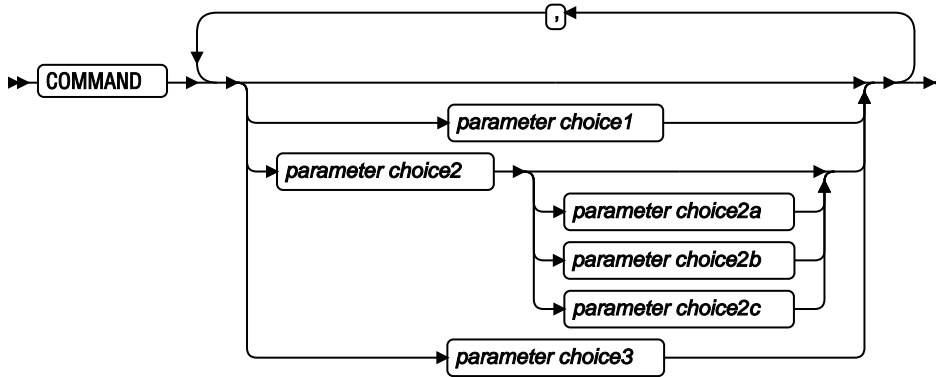 ,
COMMAND
parameter choice1
parameter choice2
parameter choice2a
parameter choice2b
parameter choice2c
parameter choice3